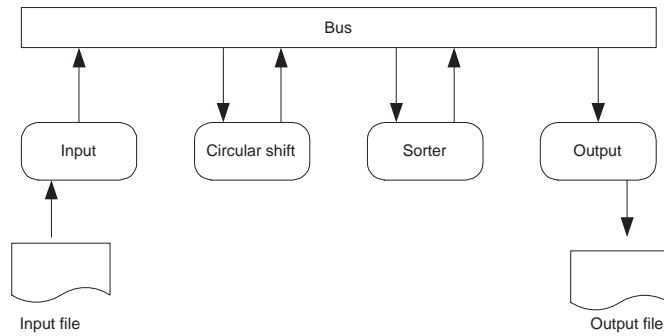 Bus
Input
Circular shift
Sorter
Output
Input file
Output file